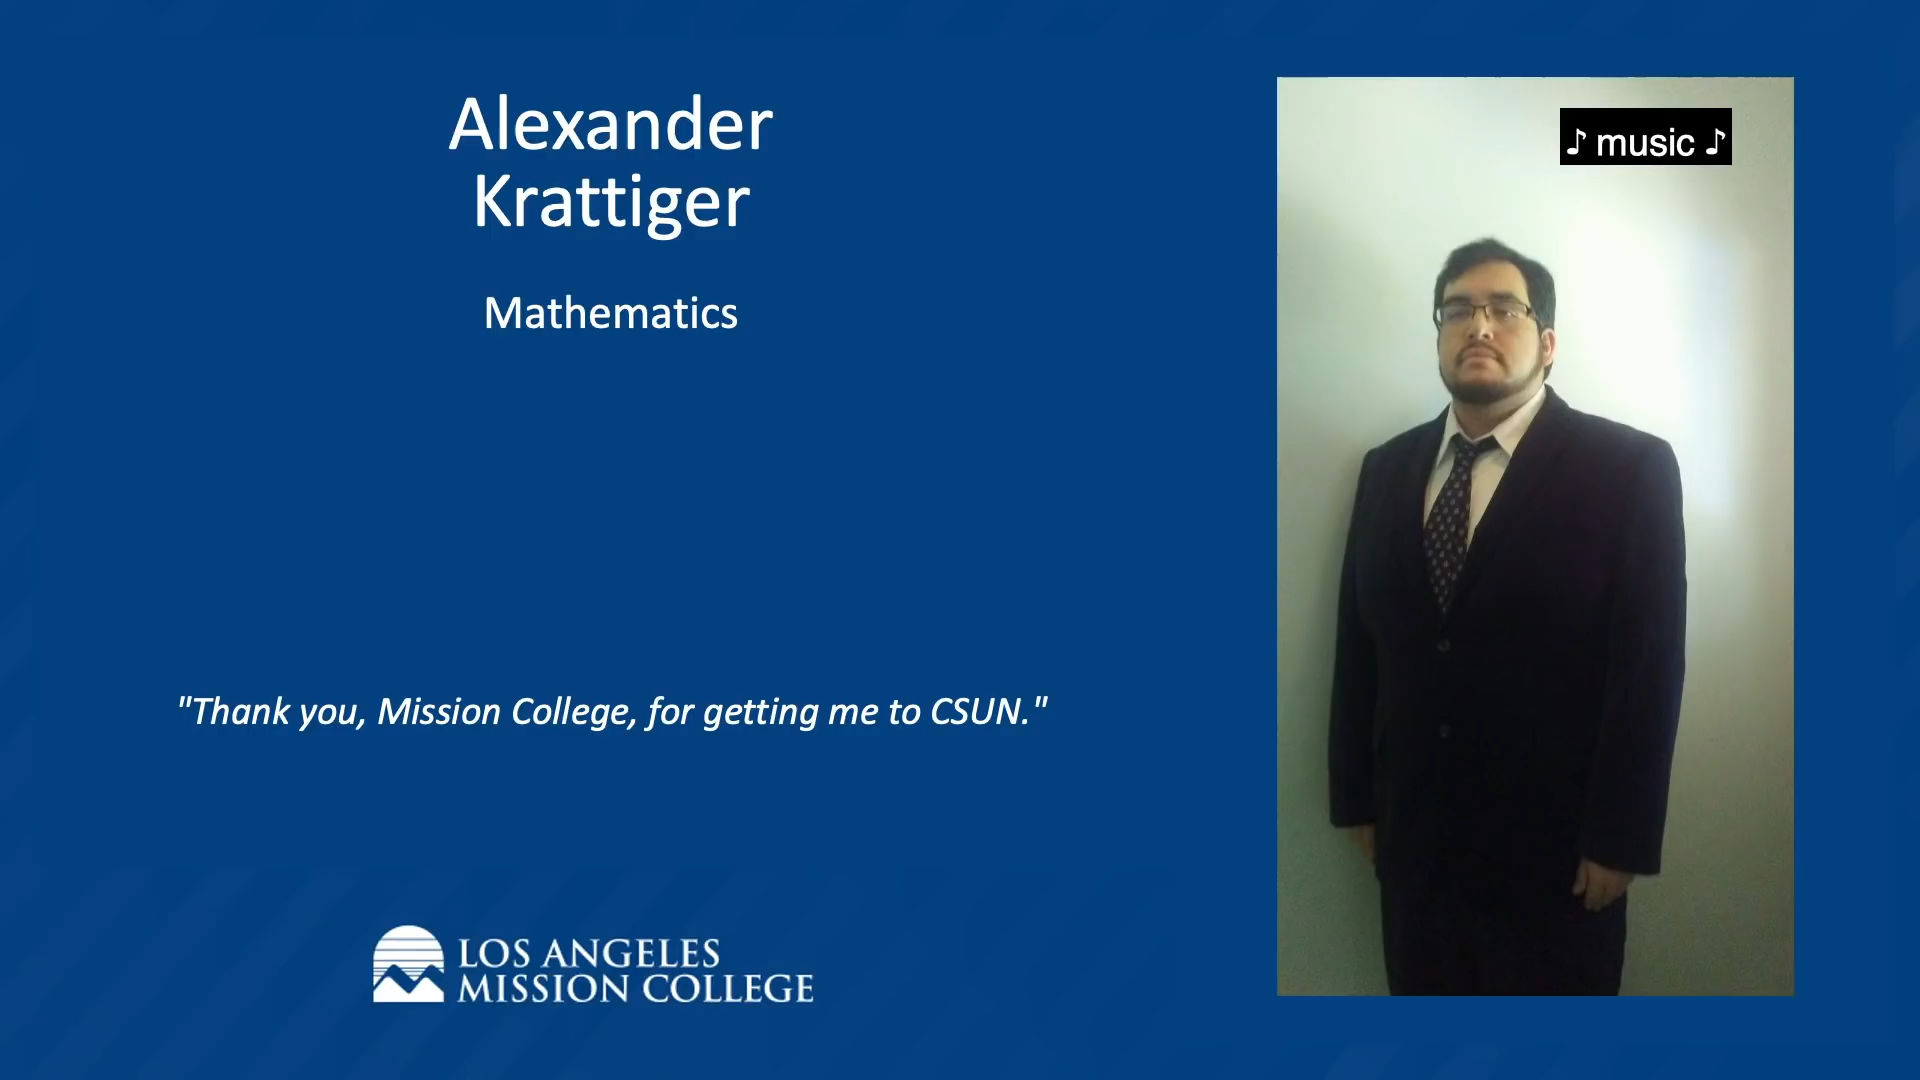 Alexander
Krattiger
Mathematics
"Thank you, Mission College, for getting me to CSUN."
LOS ANGELES
MISSION COLLEGE
♪ music ♪